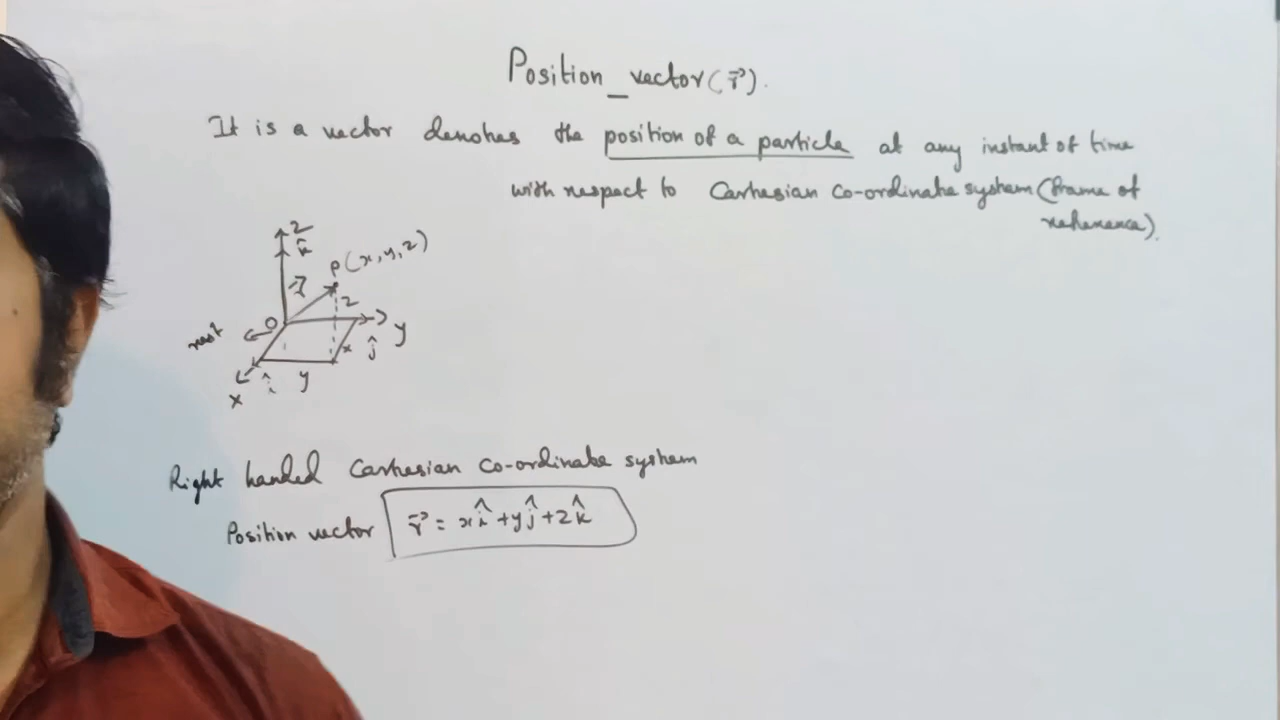 Position_vector (r⃗).
It is a vector denotes the position of a particle at any instant of time
with respect to Cartesian co-ordinate system (frame of
reference).
z
k̂
r⃗
P(x,y,z)
z
O
rest
y
x
ĵ
î
y
x
Right handed Cartesian co-ordinate system
Position vector r⃗ = xî+yĵ+zk̂